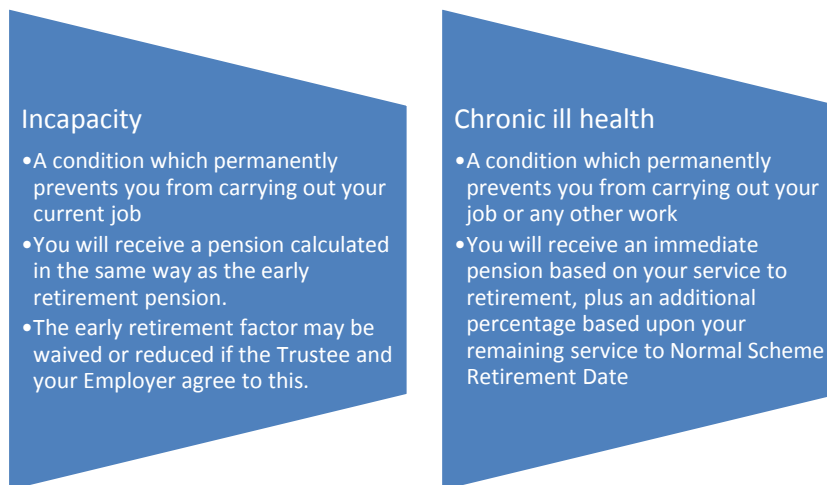 Incapacity
•A condition which permanently
prevents you from carrying out your
current job
•You will receive a pension calculated
in the same way as the early
retirement pension.
•The early retirement factor may be
waived or reduced if the Trustee and
your Employer agree to this.
Chronic ill health
•A condition which permanently
prevents you from carrying out your
job or any other work
•You will receive an immediate
pension based on your service to
retirement, plus an additional
percentage based upon your
remaining service to Normal Scheme
Retirement Date